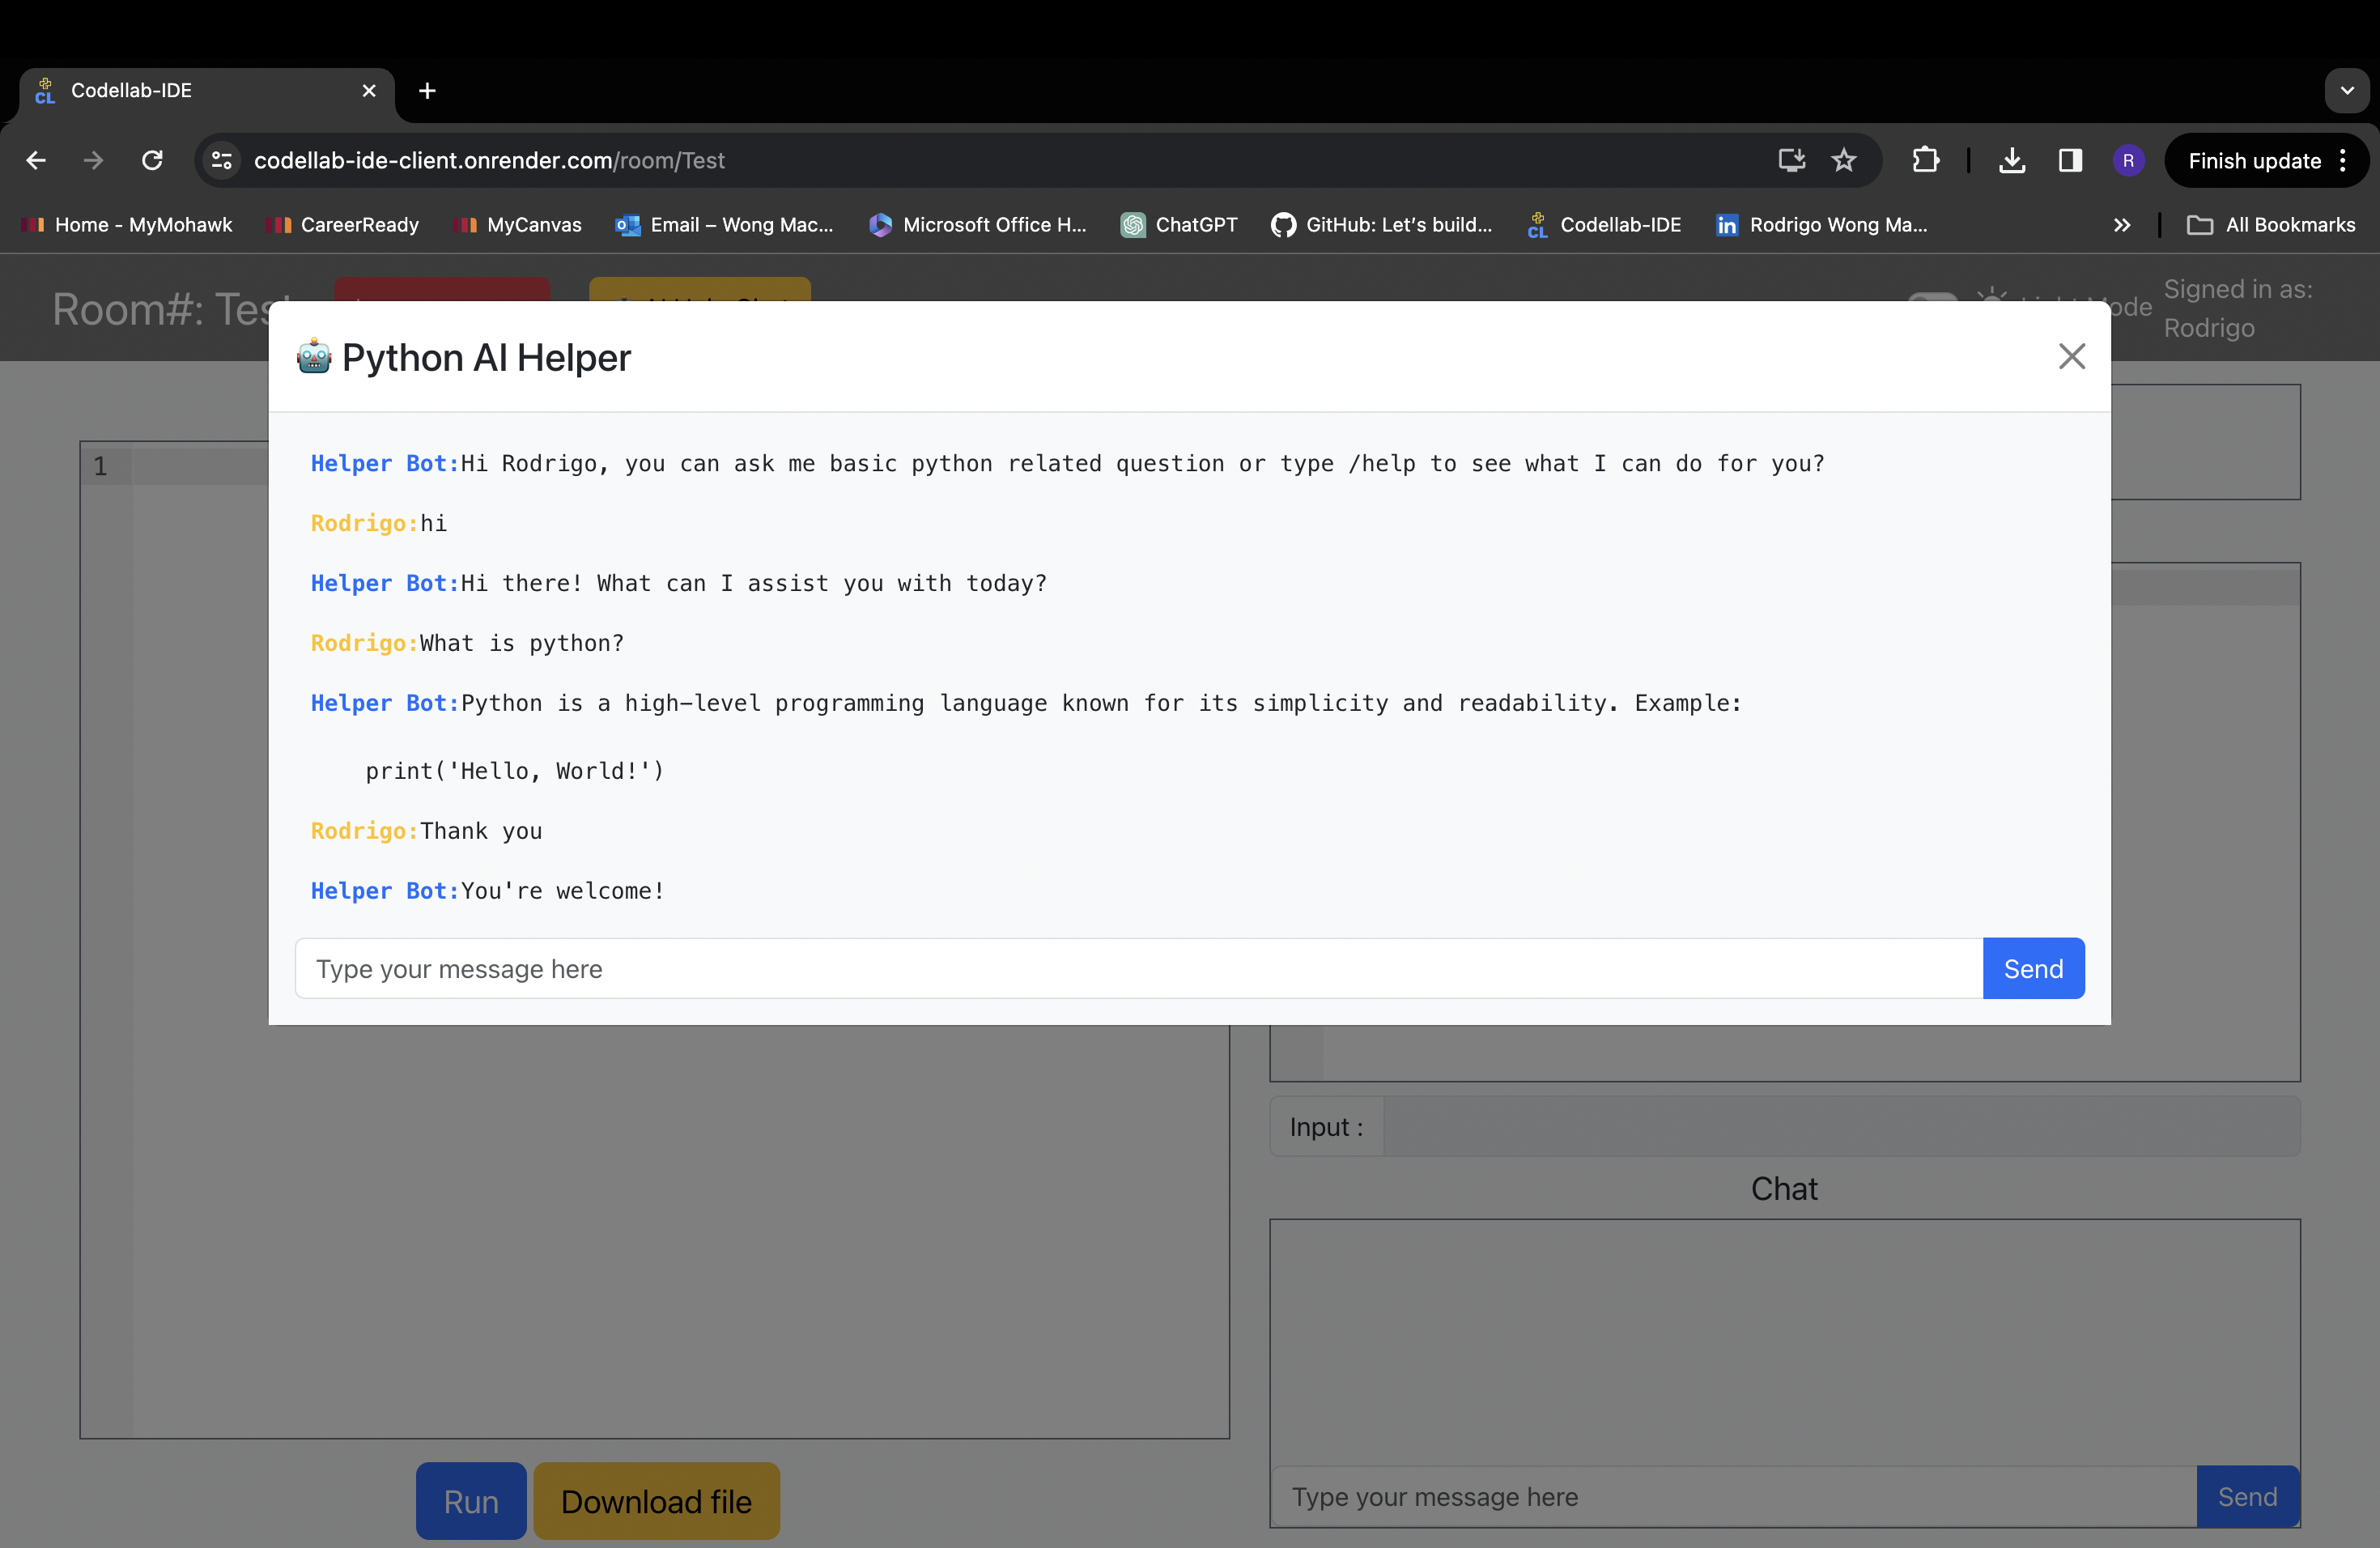 Codellab-IDE
codellab-ide-client.onrender.com/room/Test
Finish update
R
Home - MyMohawk
CareerReady
MyCanvas
Email – Wong Mac...
Microsoft Office H...
ChatGPT
GitHub: Let's build...
CL Codellab-IDE
in Rodrigo Wong Ma...
All Bookmarks
Room#:
Signed in as:
Rodrigo
Python AI Helper
Helper Bot:Hi Rodrigo, you can ask me basic python related question or type /help to see what I can do for you?
Rodrigo:hi
Helper Bot:Hi there! What can I assist you with today?
Rodrigo:What is python?
Helper Bot:Python is a high-level programming language known for its simplicity and readability. Example:
print('Hello, World!')
Rodrigo:Thank you
Helper Bot:You're welcome!
Type your message here
Send
1
Input :
Chat
Type your message here
Send
Run
Download file